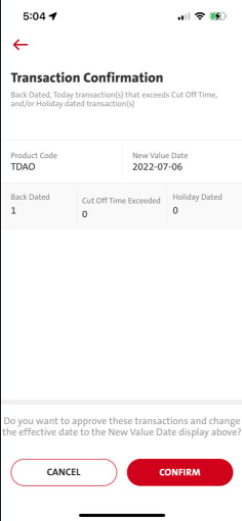 5:04
Transaction Confirmation
Back Dated, Today transaction(s) that exceeds Cut Off Time,
and/or Holiday dated transaction(s)
Product Code
TDAO
New Value Date
2022-07-06
Back Dated
1
Cut Off Time Exceeded
0
Holiday Dated
0
Do you want to approve these transactions and change
the effective date to the New Value Date display above?
CANCEL
CONFIRM